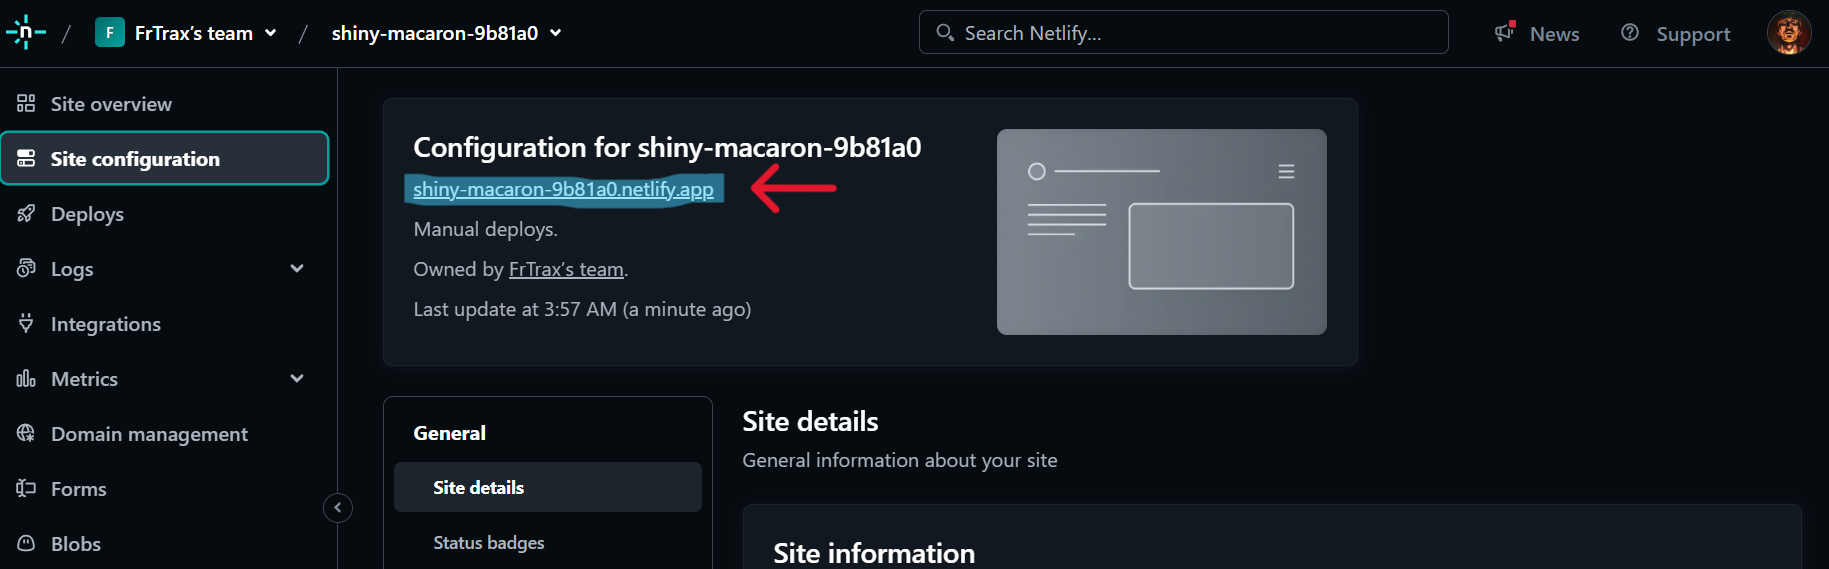 F FrTrax's team / shiny-macaron-9b81a0
Search Netlify...
News
Support
Site overview
Site configuration
Deploys
Logs
Integrations
Metrics
Domain management
Forms
Blobs
Configuration for shiny-macaron-9b81a0
shiny-macaron-9b81a0.netlify.app
Manual deploys.
Owned by FrTrax's team.
Last update at 3:57 AM (a minute ago)
General
Site details
Status badges
Site details
General information about your site
Site information